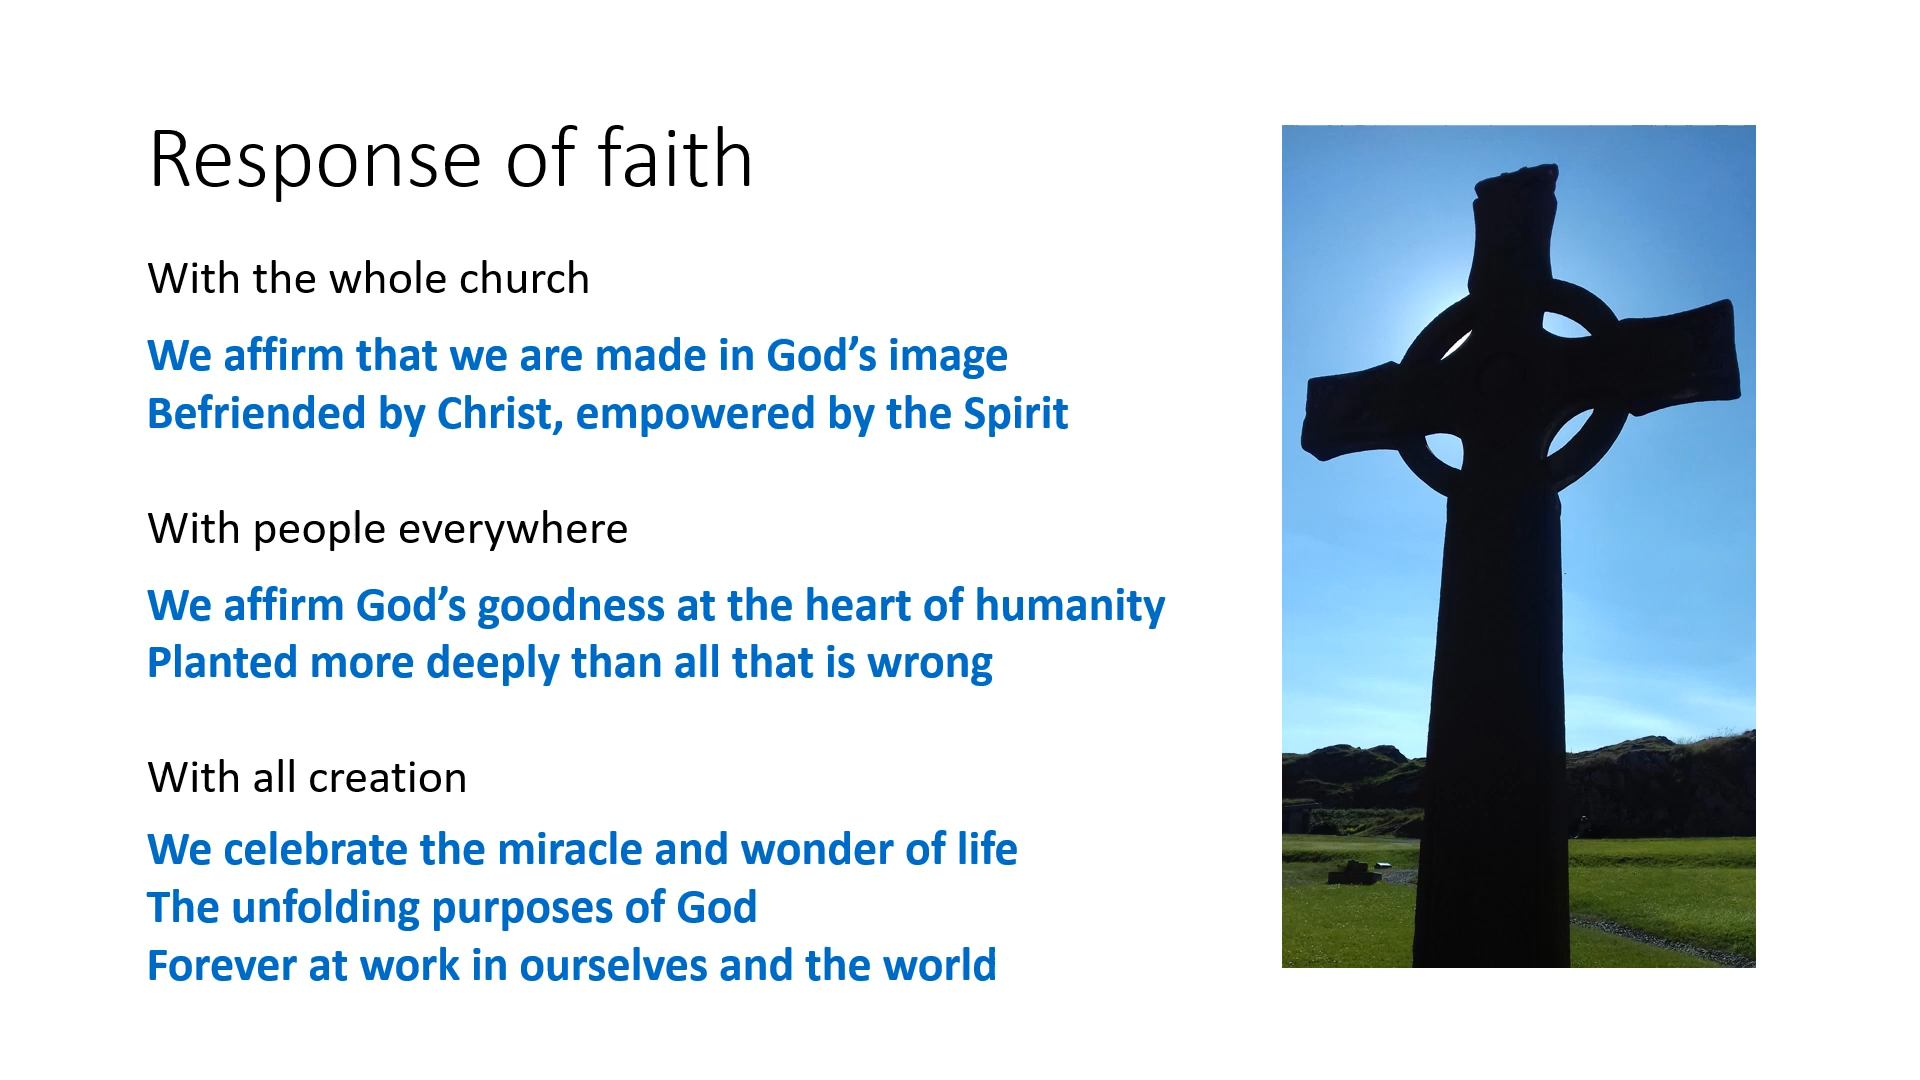 Response of faith
With the whole church
We affirm that we are made in God’s image
Befriended by Christ, empowered by the Spirit
With people everywhere
We affirm God’s goodness at the heart of humanity
Planted more deeply than all that is wrong
With all creation
We celebrate the miracle and wonder of life
The unfolding purposes of God
Forever at work in ourselves and the world